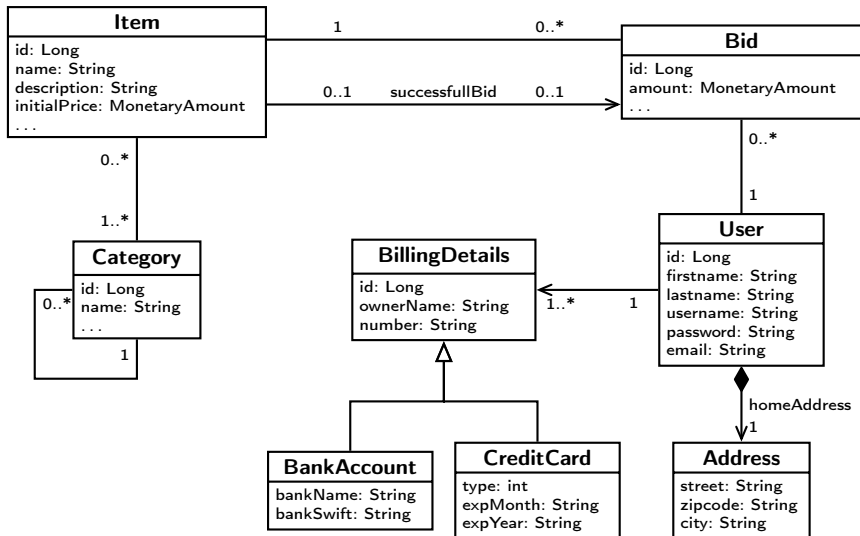 Item
id: Long
name: String
description: String
initialPrice: MonetaryAmount
...
1
0..*
0..1
successfullBid
0..1
Bid
id: Long
amount: MonetaryAmount
...
0..*
1
0..*
1..*
Category
id: Long
name: String
...
0..*
1
BillingDetails
id: Long
ownerName: String
number: String
1..*
1
User
id: Long
firstname: String
lastname: String
username: String
password: String
email: String
homeAddress
1
BankAccount
bankName: String
bankSwift: String
CreditCard
type: int
expMonth: String
expYear: String
Address
street: String
zipcode: String
city: String